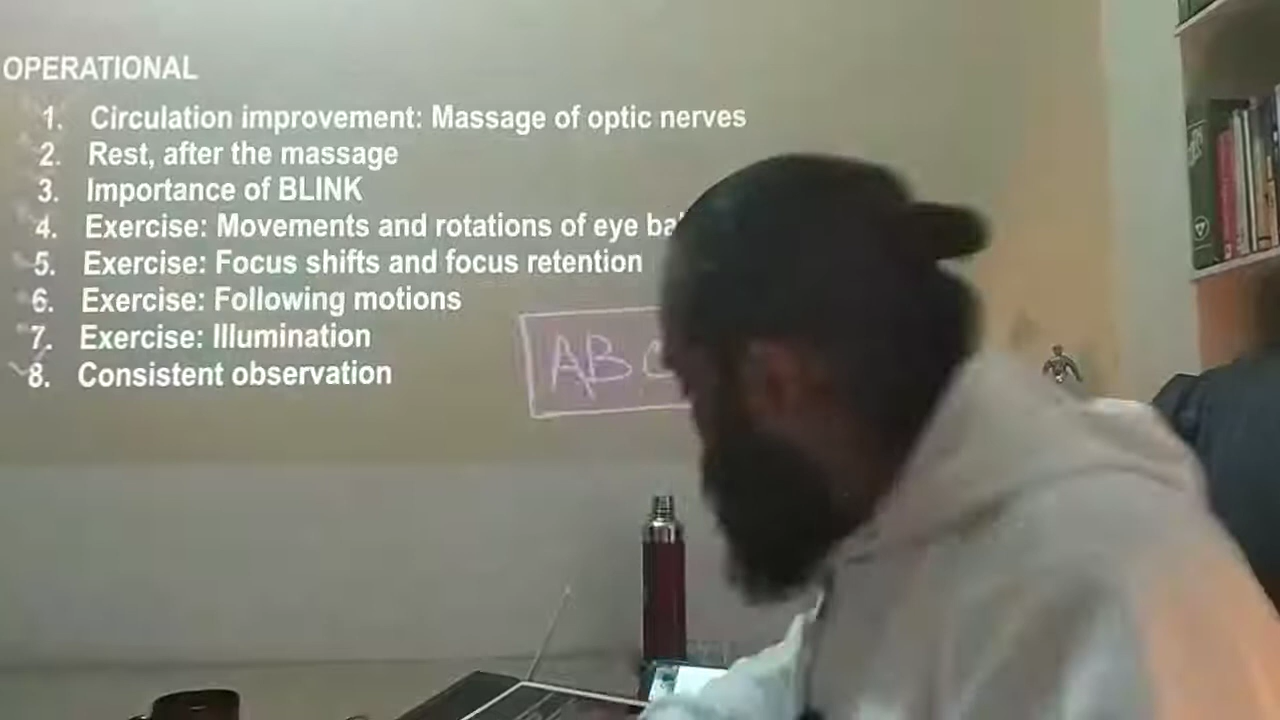 OPERATIONAL
1. Circulation improvement: Massage of optic nerves
2. Rest, after the massage
3. Importance of BLINK
4. Exercise: Movements and rotations of eye
5. Exercise: Focus shifts and focus retention
6. Exercise: Following motions
7. Exercise: Illumination
8. Consistent observation
ABC